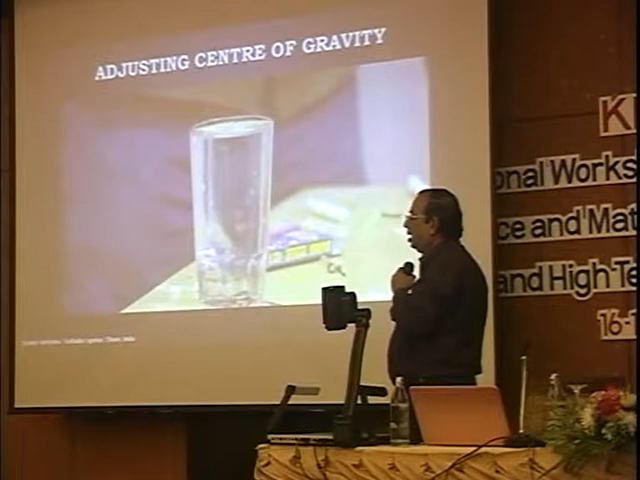 ADJUSTING CENTRE OF GRAVITY
K
onal Works
ce and Mat
and High Te
16-1